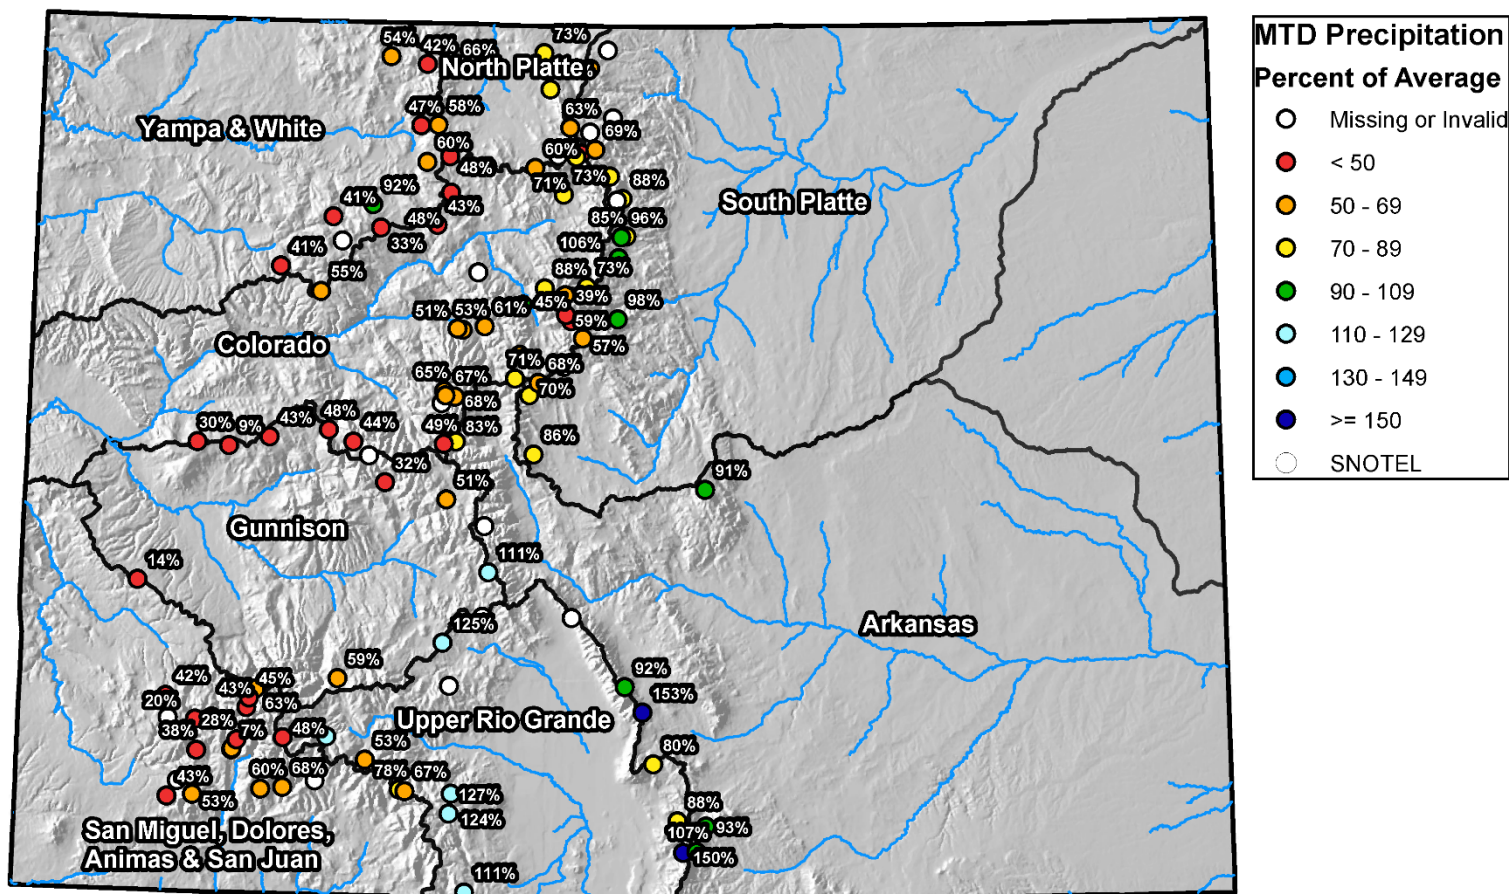 54% 42% 66% 73%
North Platte %
47% 58% 63%
Yampa & White
69%
60% 60%
48% 71% 73% 88%
41% 92%
43% South Platte
48% 85% 96%
33% 106%
41%
55% 88% 73%
51% 53% 61% 45% 39% 98%
59%
Colorado 57%
65% 67% 71% 68%
68% 70%
30% 9% 43% 48% 44% 49% 83%
86%
32% 91%
51%
Gunnison
14% 111%
125% Arkansas
42% 45% 59% 92%
43% 63%
20% 153%
28% 7% 48% Upper Rio Grande
38%
53% 80%
43% 60% 68% 78% 67%
53% 127%
124% 88%
San Miguel, Dolores, 107% 93%
Animas & San Juan 150%
111%
MTD Precipitation
Percent of Average
Missing or Invalid
< 50
50 - 69
70 - 89
90 - 109
110 - 129
130 - 149
>= 150
SNOTEL